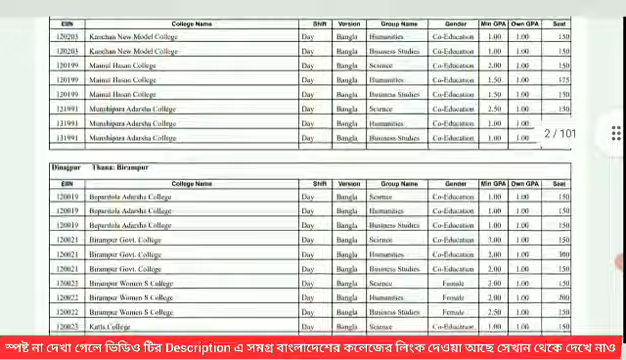 EIIN College Name Shift Version Group Name Gender Min GPA Own GPA Seat
120203 Kanchan New Model College Day Bangla Humanities Co-Education 1.00 1.00 150
120203 Kanchan New Model College Day Bangla Business Studies Co-Education 1.00 1.00 150
120199 Mainul Hasan College Day Bangla Science Co-Education 2.00 1.00 150
120199 Mainul Hasan College Day Bangla Humanities Co-Education 1.50 1.00 175
120199 Mainul Hasan College Day Bangla Business Studies Co-Education 1.50 1.00 150
131991 Munshipara Adarsha College Day Bangla Science Co-Education 2.50 1.00 150
131991 Munshipara Adarsha College Day Bangla Humanities Co-Education 1.00 1.00
131991 Munshipara Adarsha College Day Bangla Business Studies Co-Education 1.00 1.00
2 / 101
Dinajpur Thana: Birampur
EIIN College Name Shift Version Group Name Gender Min GPA Own GPA Seat
120019 Adarsha College Day Bangla Science Co-Education 1.00 1.00 150
120019 Adarsha College Day Bangla Humanities Co-Education 1.00 1.00 150
120019 Adarsha College Day Bangla Business Studies Co-Education 1.00 1.00 150
120021 Birampur Govt. College Day Bangla Science Co-Education 3.00 1.00 150
120021 Birampur Govt. College Day Bangla Humanities Co-Education 2.00 1.00 300
120021 Birampur Govt. College Day Bangla Business Studies Co-Education 2.00 1.00 150
120022 Birampur Women S College Day Bangla Science Female 2.00 1.00 150
120022 Birampur Women S College Day Bangla Humanities Female 2.00 1.00
120022 Birampur Women S College Day Bangla Business Studies Female 2.50 1.00 150
120023 Katla College Day Bangla Science Co-Education 1.00 150
স্পষ্ট না দেখা গেলে ভিডিও টির Description এ সমগ্র বাংলাদেশের কলেজের লিংক দেওয়া আছে সেখান থেকে দেখে নাও